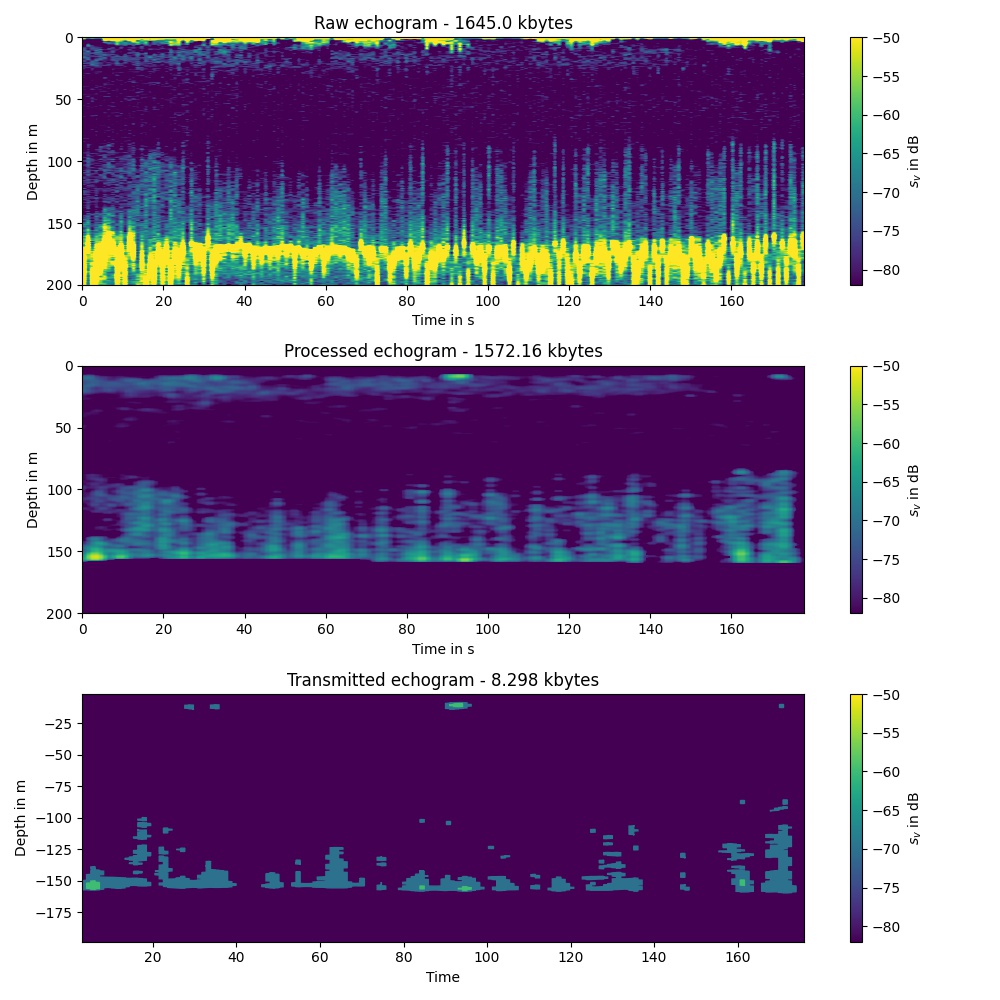 Raw echogram - 1645.0 kbytes
0
50
100
150
200
Depth in m
0 20 40 60 80 100 120 140 160
Time in s
−50
−55
−60
−65
−70
−75
−80
sv in dB
Processed echogram - 1572.16 kbytes
0
50
100
150
200
Depth in m
0 20 40 60 80 100 120 140 160
Time in s
−50
−55
−60
−65
−70
−75
−80
sv in dB
Transmitted echogram - 8.298 kbytes
−25
−50
−75
−100
−125
−150
−175
Depth in m
20 40 60 80 100 120 140 160
Time
−50
−55
−60
−65
−70
−75
−80
sv in dB